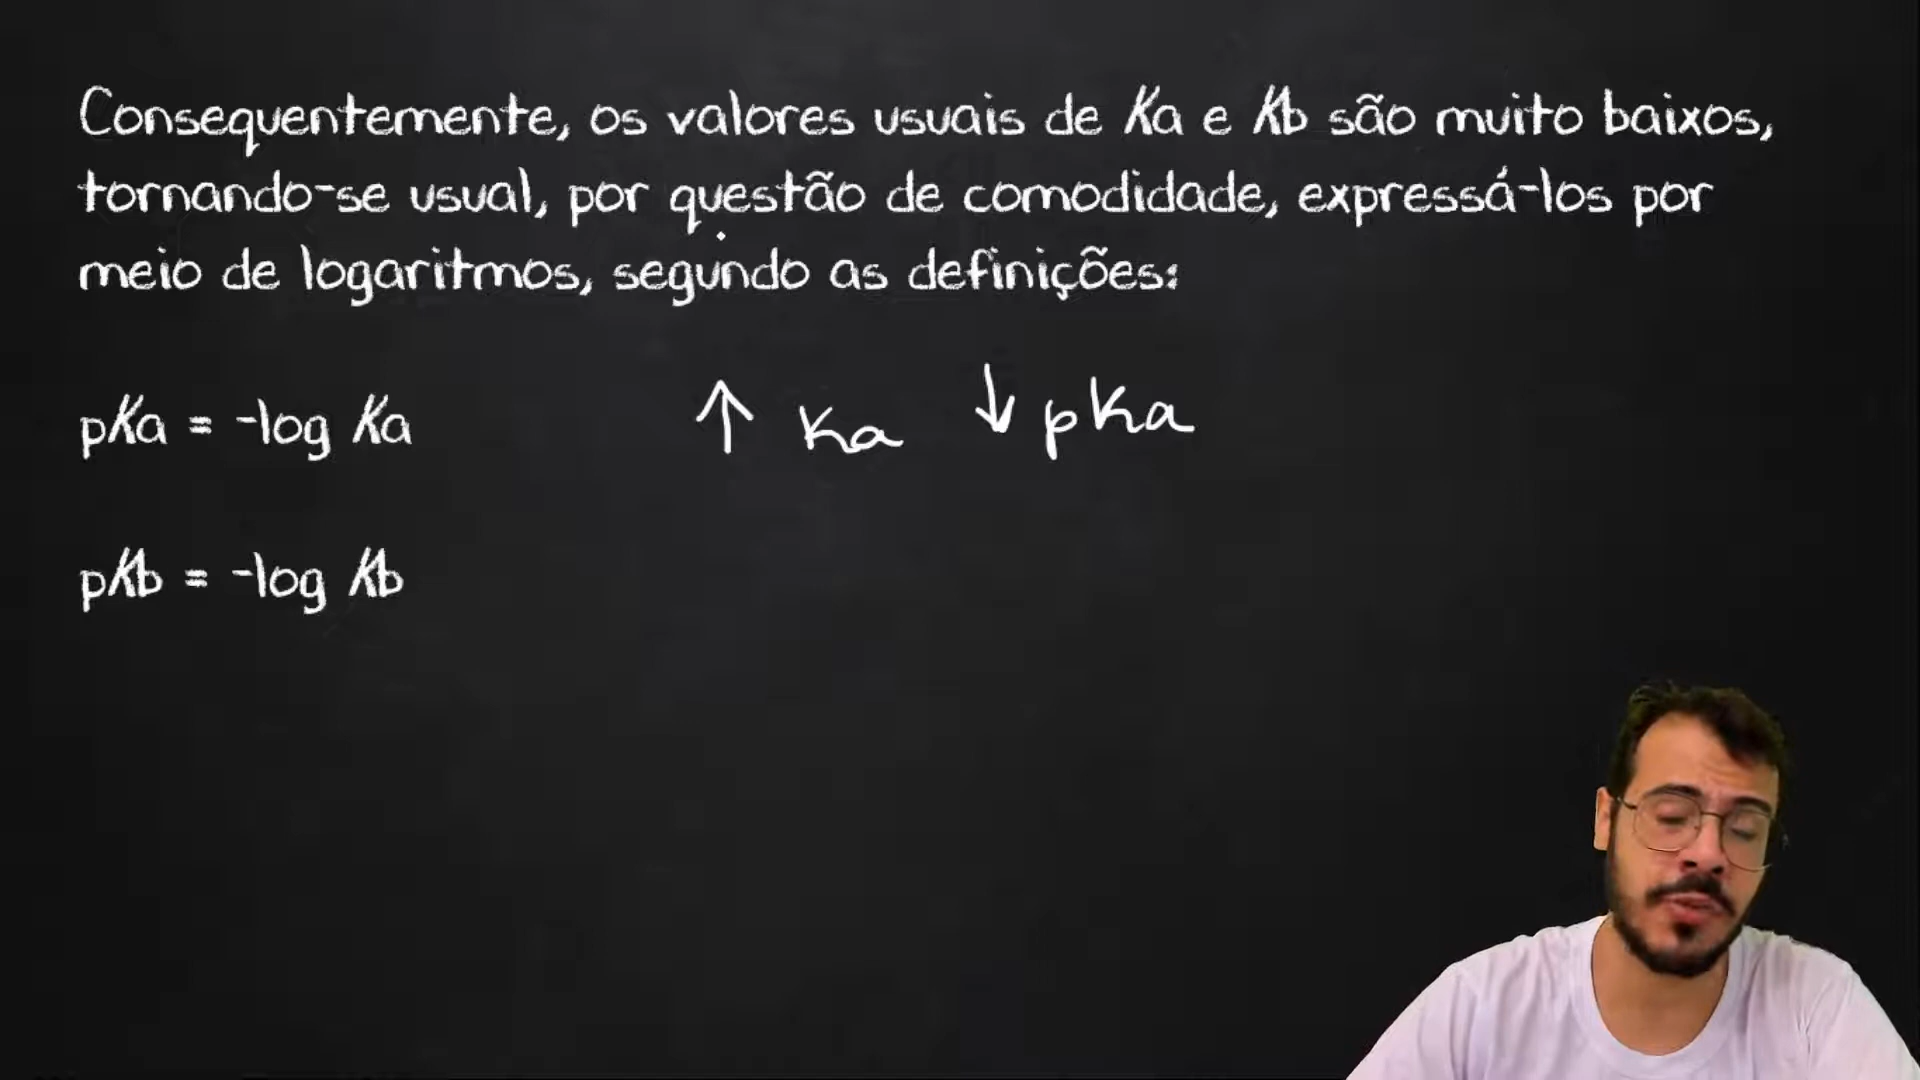 Consequentemente, os valores usuais de Ka e Kb são muito baixos,
tornando-se usual, por questão de comodidade, expressá-los por
meio de logaritmos, segundo as definições:
pKa = -log Ka
↑ Ka ↓ pKa
pKb = -log Kb